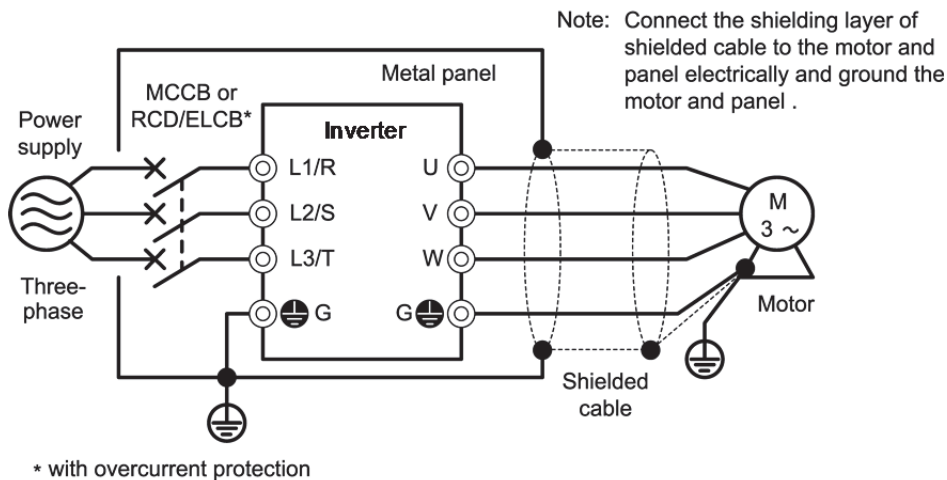 Note: Connect the shielding layer of
shielded cable to the motor and
panel electrically and ground the
motor and panel .
Metal panel
MCCB or
RCD/ELCB*
Power
supply
Inverter
L1/R
U
L2/S
V
M
3 ~
L3/T
W
Three-
phase
G
G
Motor
Shielded
cable
* with overcurrent protection